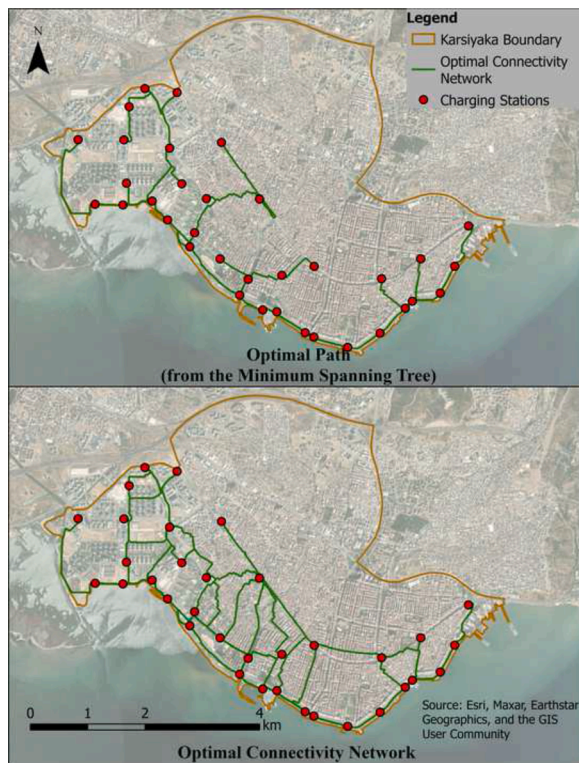 N
Legend
Karsiyaka Boundary
Optimal Connectivity
Network
Charging Stations
Optimal Path
(from the Minimum Spanning Tree)
0 1 2 4
km
Source: Esri, Maxar, Earthstar
Geographics, and the GIS
User Community
Optimal Connectivity Network